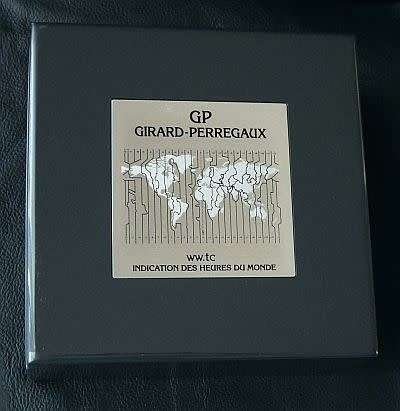 GP
GIRARD-PERREGAUX
ww.tc
INDICATION DES HEURES DU MONDE